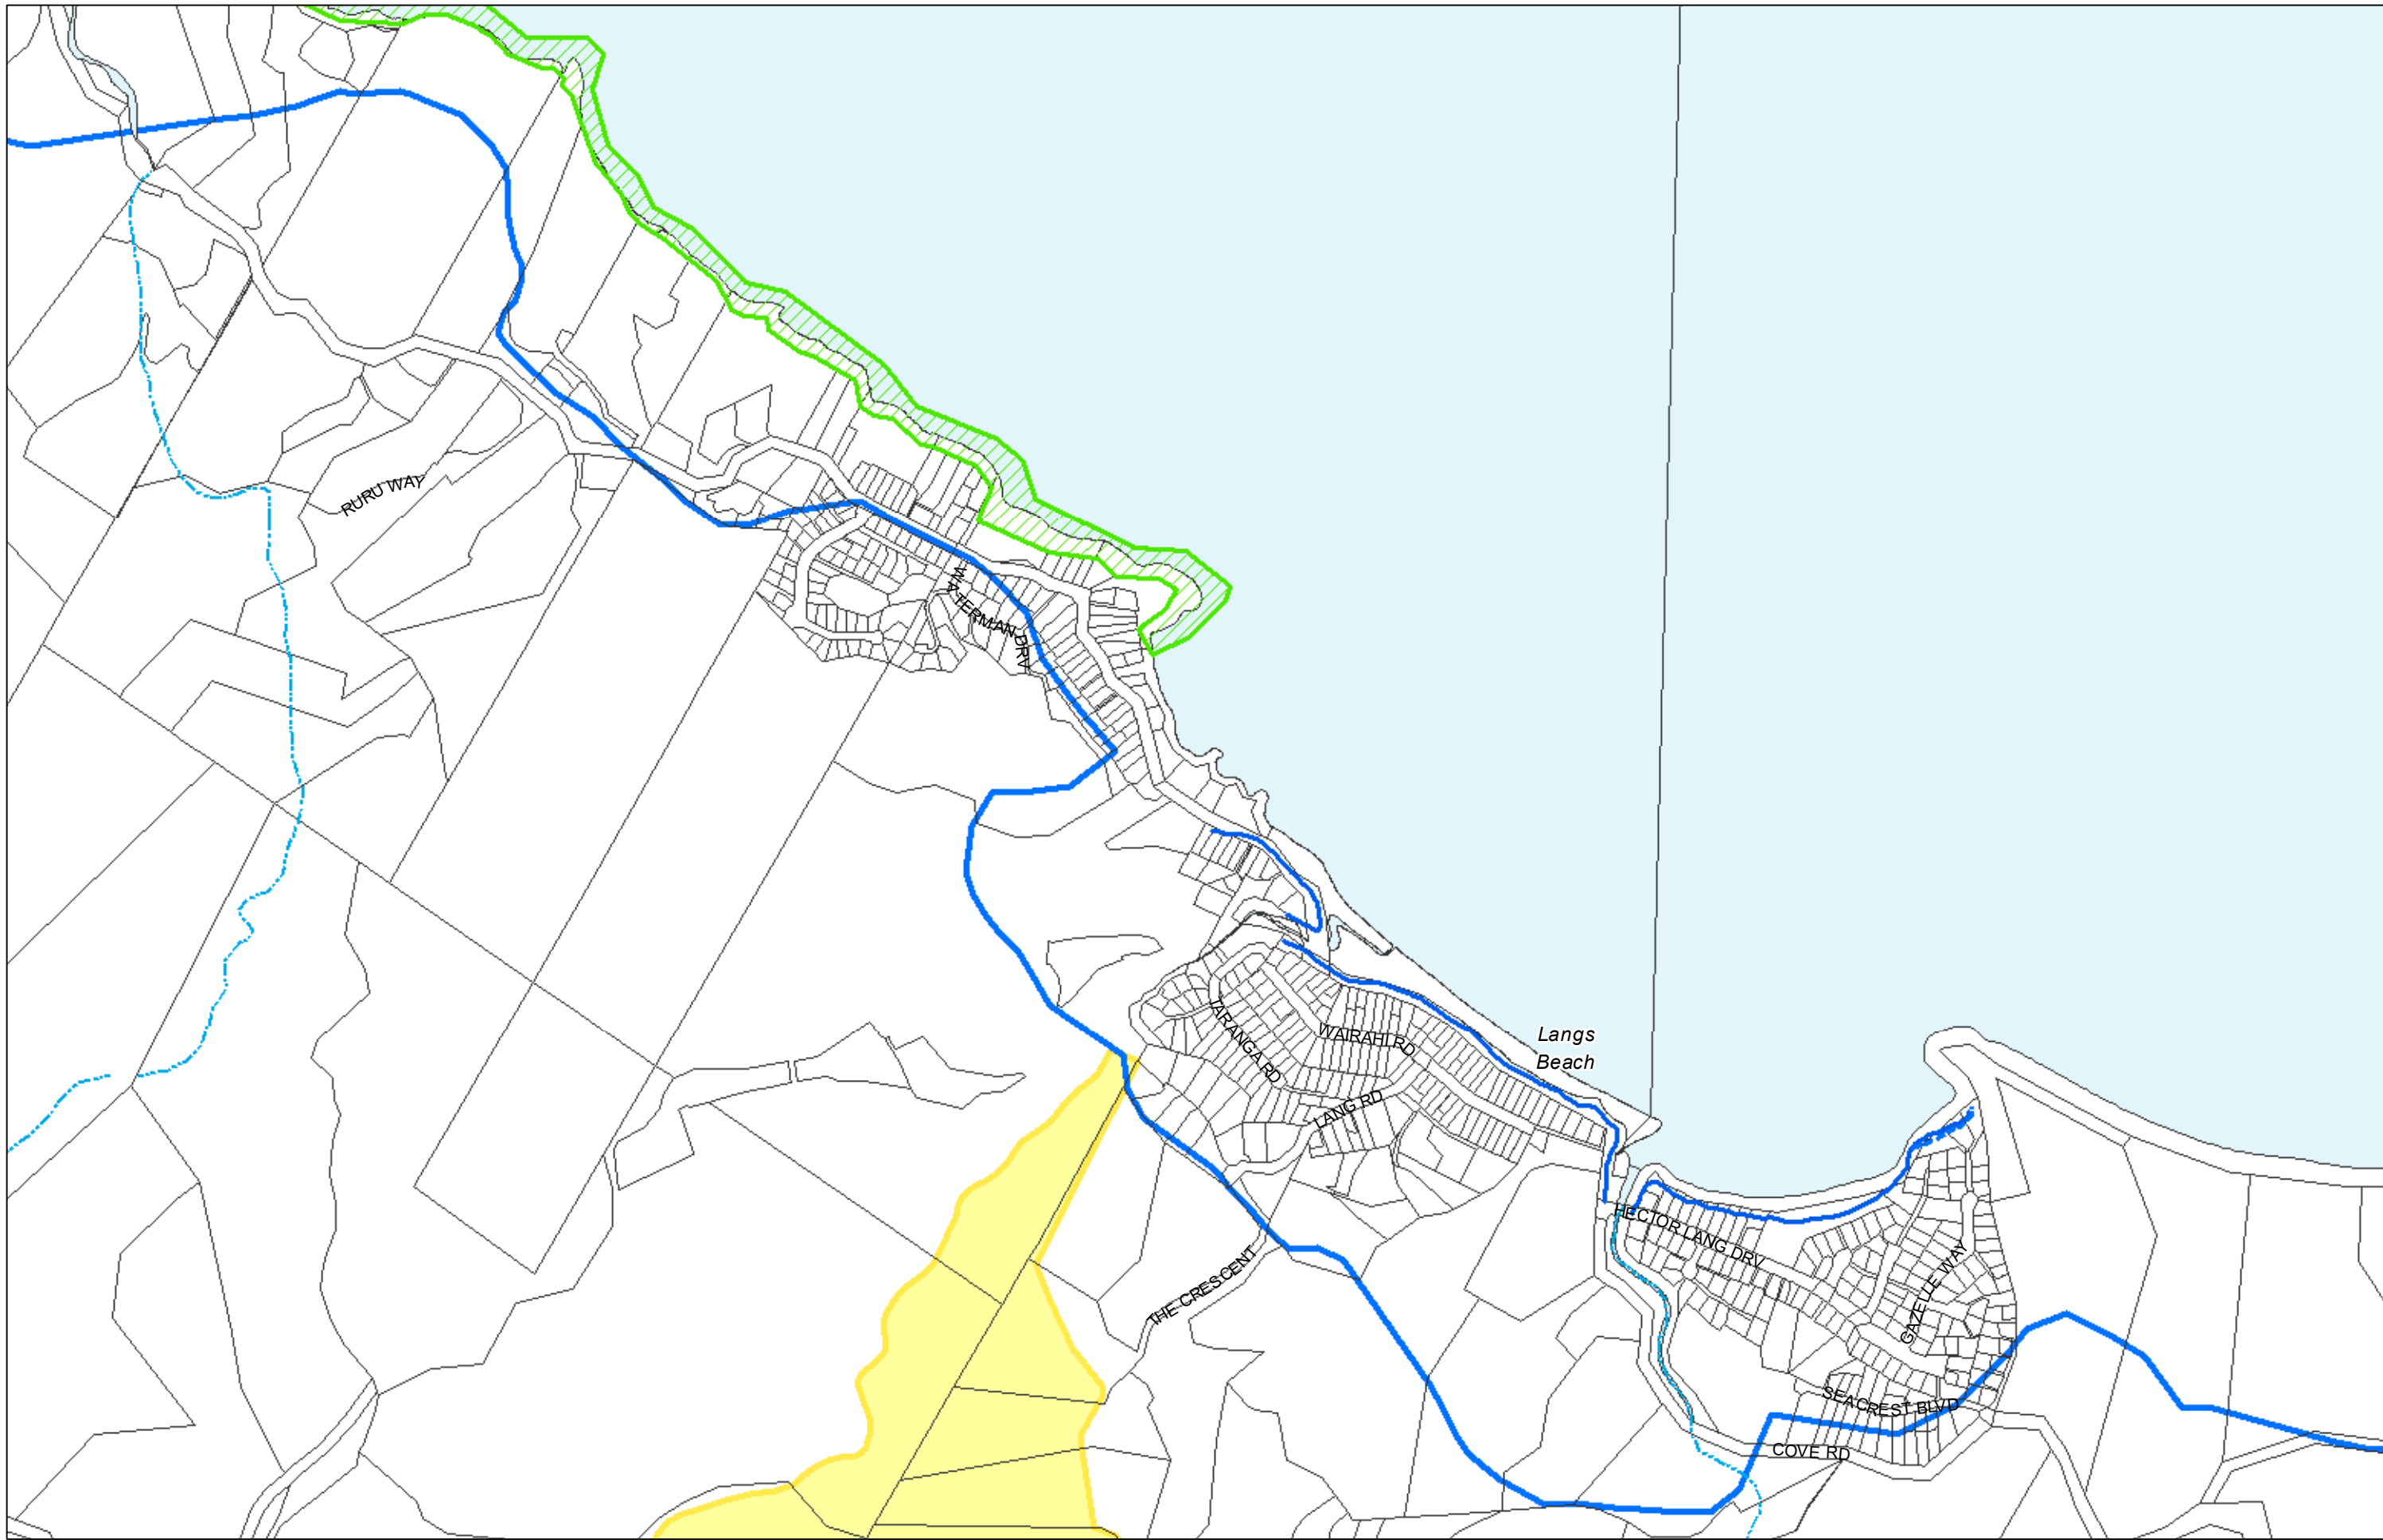 RURU WAY
WATERMAN DRV
Langs
Beach
TARANGA RD
WAIRAHI RD
LANG RD
HECTOR LANG DRV
THE CRESCENT
GAZELLE WAY
SEACREST BLVD
COVE RD